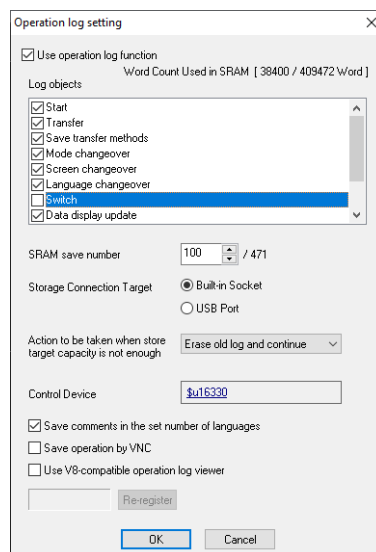 Operation log setting
Use operation log function
Word Count Used in SRAM [ 38400 / 409472 Word ]
Log objects
Start
Transfer
Save transfer methods
Mode changeover
Screen changeover
Language changeover
Switch
Data display update
SRAM save number 100 / 471
Storage Connection Target Built-in Socket
USB Port
Action to be taken when store
target capacity is not enough Erase old log and continue
Control Device $u16330
Save comments in the set number of languages
Save operation by VNC
Use V8-compatible operation log viewer
Re-register
OK Cancel